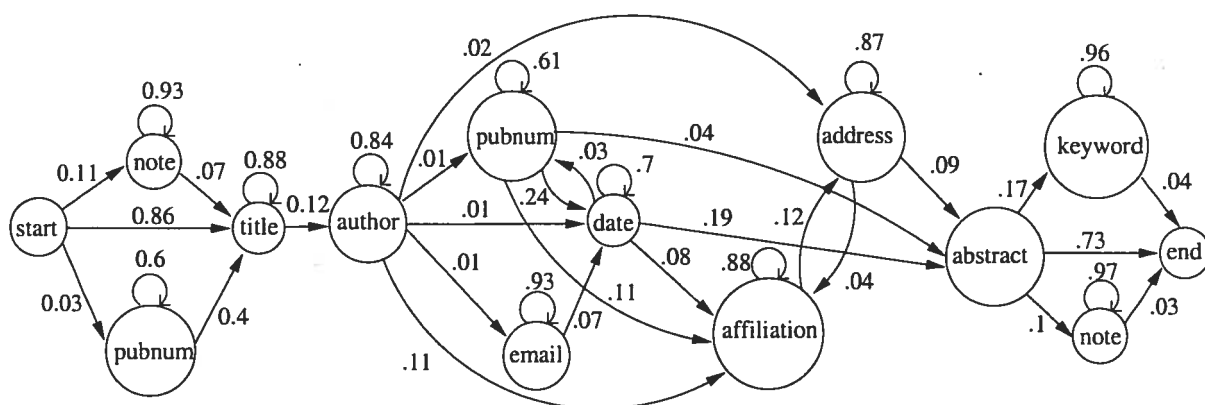 .02 .87 .96
.61
0.93 0.84
note pubnum address keyword
0.11 .07 0.88 .01 .04 .03 .7 .09 .17 .04
start 0.86 title 0.12 author .01 .24 date .19 .12 abstract .73 end
0.6 .01 .08 .88 .04 .97
0.03 0.4 .93 .07 .11 affiliation .1 note .03
pubnum .11 email